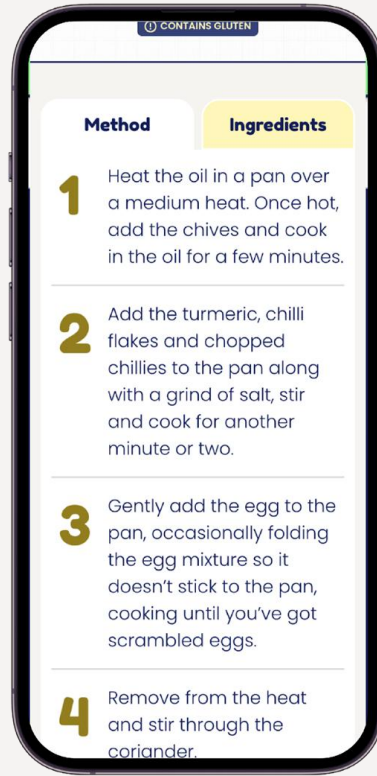 CONTAINS GLUTEN
Method
Ingredients
1
Heat the oil in a pan over
a medium heat. Once hot,
add the chives and cook
in the oil for a few minutes.
2
Add the turmeric, chilli
flakes and chopped
chillies to the pan along
with a grind of salt, stir
and cook for another
minute or two.
3
Gently add the egg to the
pan, occasionally folding
the egg mixture so it
doesn’t stick to the pan,
cooking until you’ve got
scrambled eggs.
4
Remove from the heat
and stir through the
coriander.